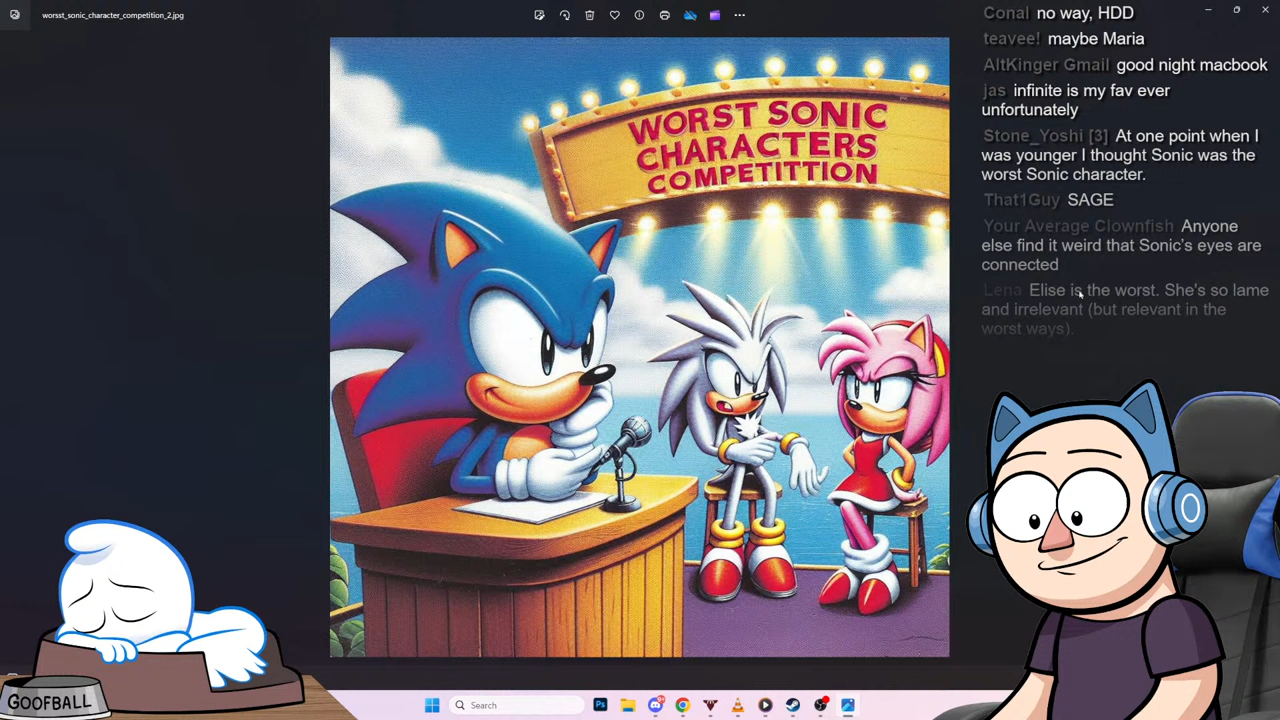 worsst_sonic_character_competition_2.jpg
WORST SONIC
CHARACTERS
COMPETITTION
Conal no way, HDD
teavee! maybe Maria
AltKinger Gmail good night macbook
jas infinite is my fav ever
unfortunately
Stone_Yoshi [3] At one point when I
was younger I thought Sonic was the
worst Sonic character.
That1Guy SAGE
Your Average Clownfish Anyone
else find it weird that Sonic's eyes are
connected
Lena Elise is the worst. She's so lame
and irrelevant (but relevant in the
worst ways).
GOOFBALL
Search
Ps